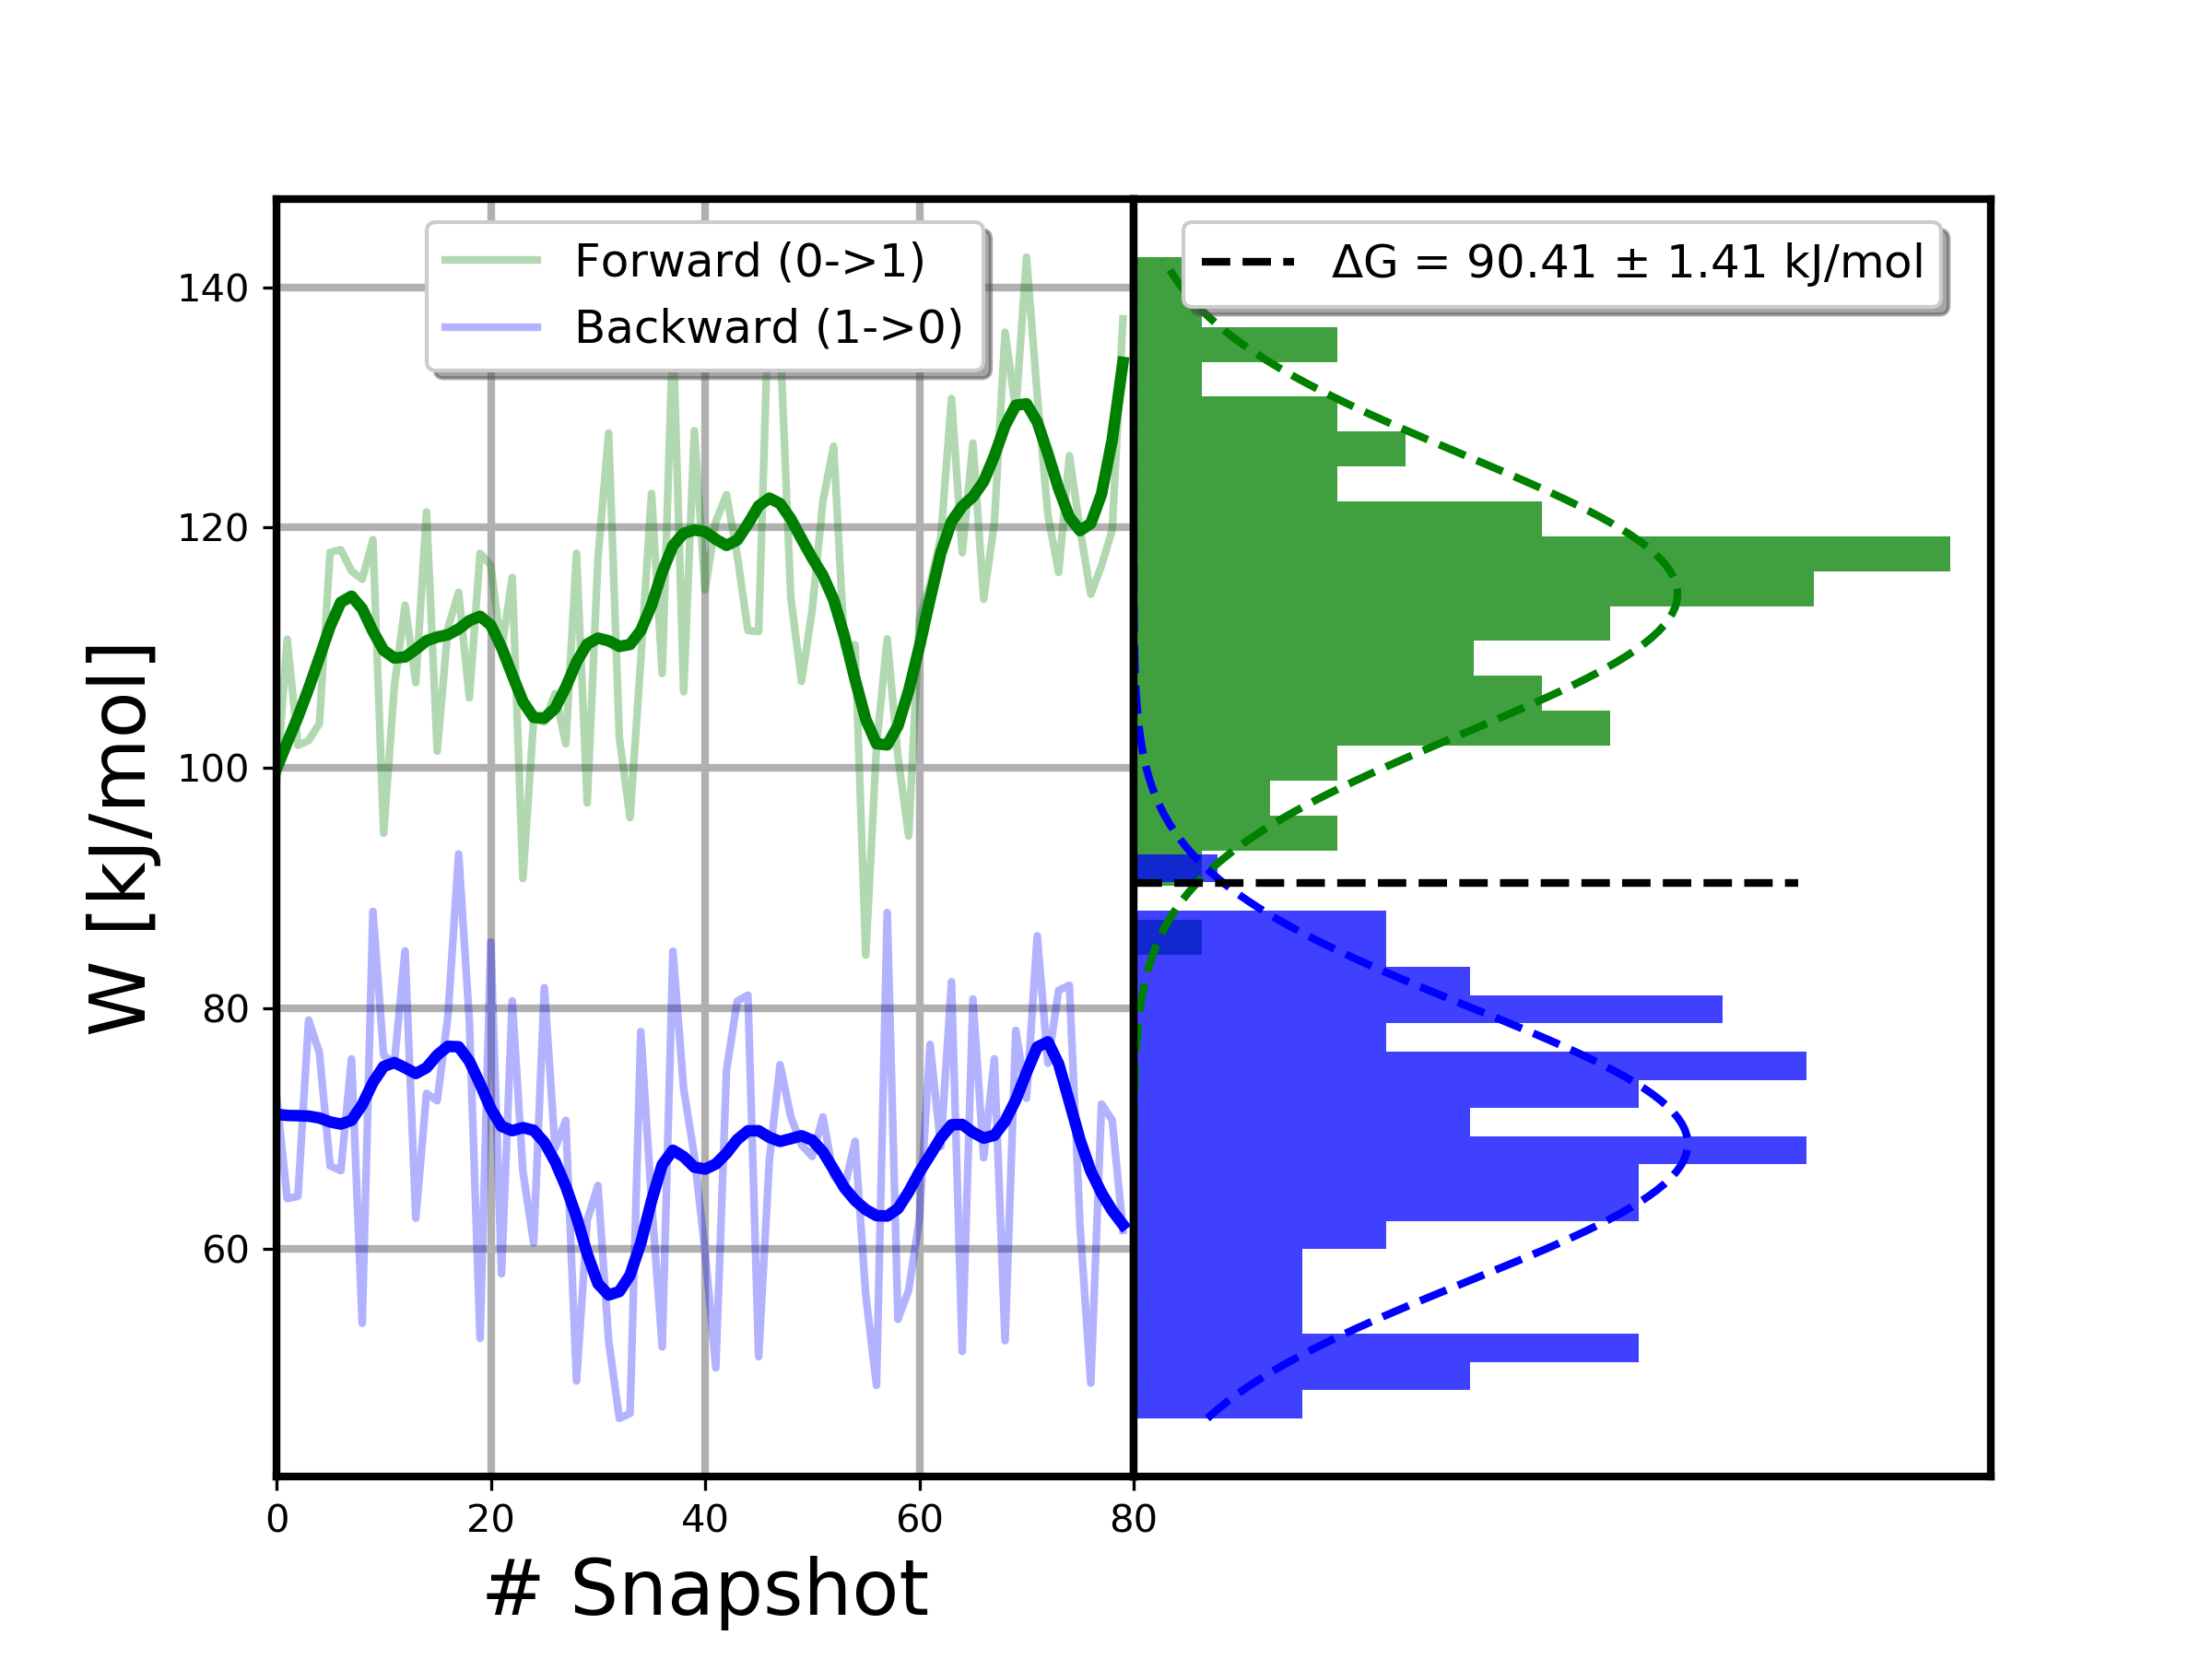 Forward (0->1)
Backward (1->0)
ΔG = 90.41 ± 1.41 kJ/mol
W [kJ/mol]
140
120
100
80
60
0 20 40 60 80
# Snapshot